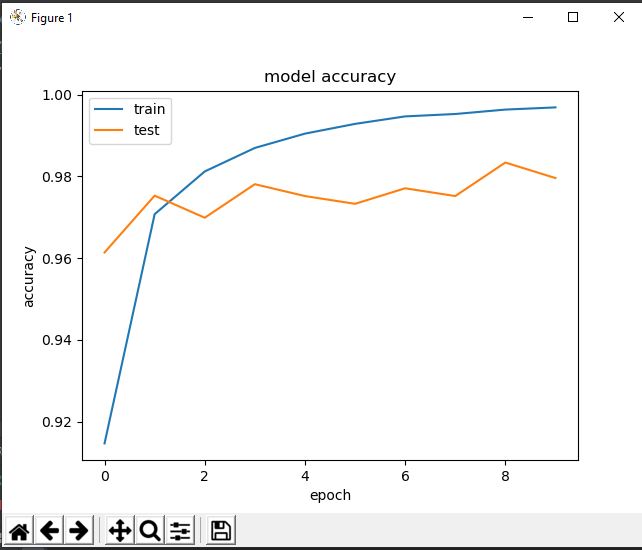 Figure 1
model accuracy
train
test
1.00
0.98
0.96
0.94
0.92
accuracy
0 2 4 6 8
epoch